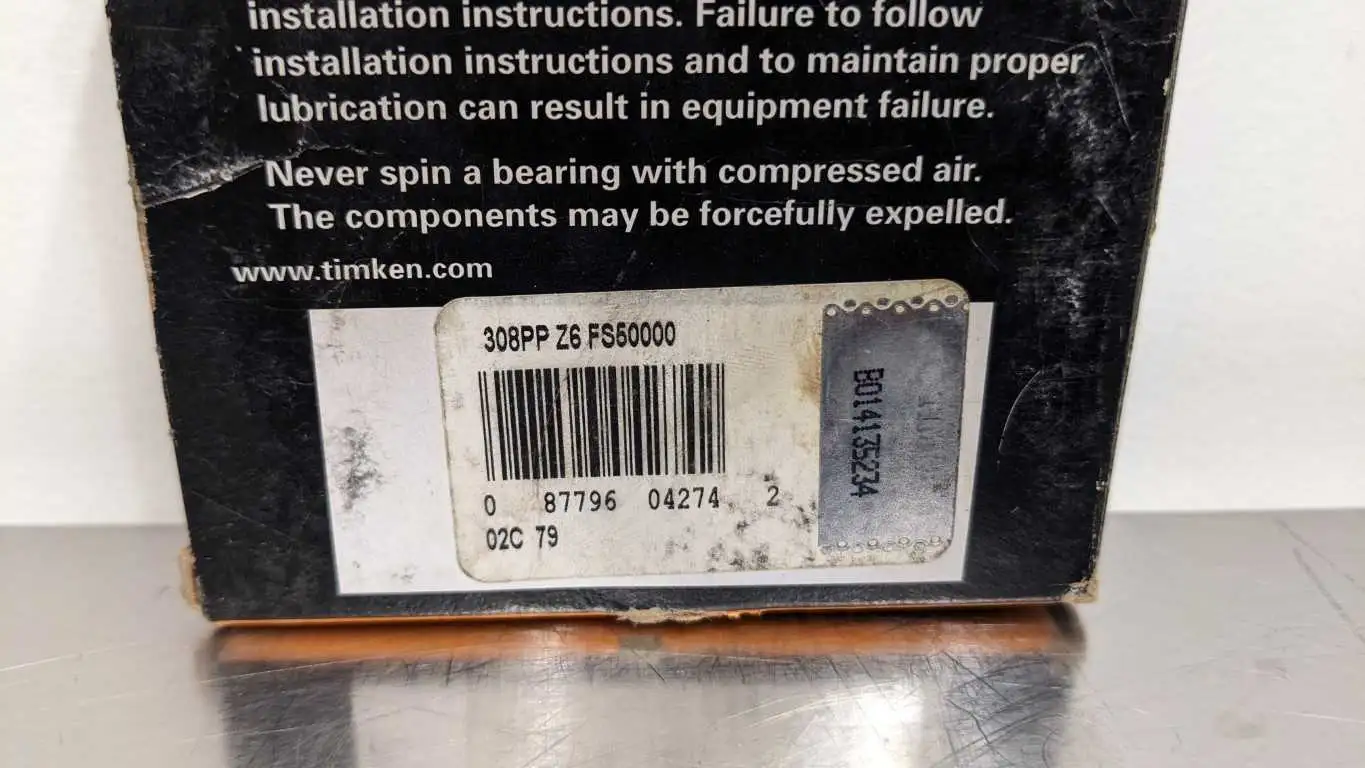 installation instructions. Failure to follow
installation instructions and to maintain proper
lubrication can result in equipment failure.
Never spin a bearing with compressed air.
The components may be forcefully expelled.
www.timken.com
308PP Z6 FS50000
0 87796 04274 2
02C 79
B014135234